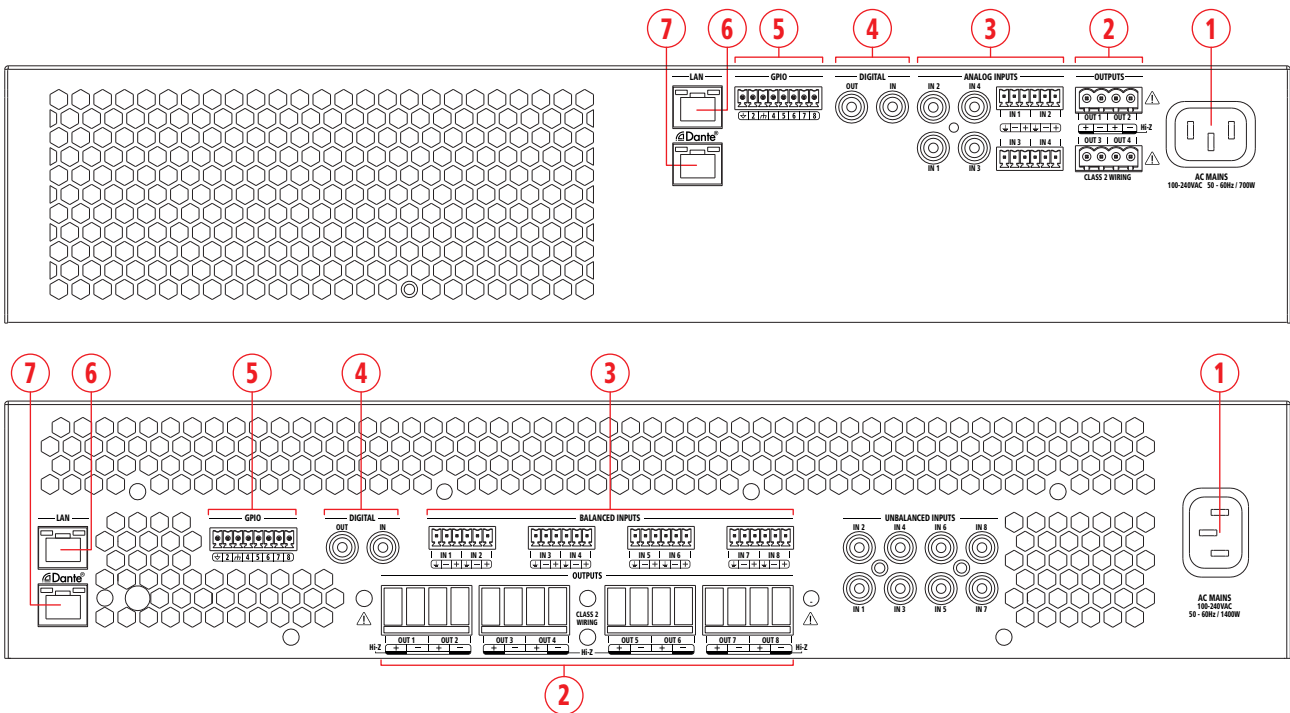 7 6 5 4 3 2 1
LAN GPIO DIGITAL ANALOG INPUTS OUTPUTS
OUT IN IN 2 IN 4
2 4 5 6 7 8
IN 1 IN 2
OUT 1 OUT 2
Dante®
+ - + - Hi-Z
- + - +
IN 3 IN 4
OUT 3 OUT 4
IN 1 IN 3
CLASS 2 WIRING
AC MAINS
100-240VAC 50 - 60Hz / 700W
7 6 5 4 3 1
LAN GPIO DIGITAL BALANCED INPUTS UNBALANCED INPUTS
OUT IN IN 2 IN 4 IN 6 IN 8
2 4 5 6 7 8
IN 1 IN 2 IN 3 IN 4 IN 5 IN 6 IN 7 IN 8
- + - + - + - + - + - + - + - +
Dante®
OUTPUTS
IN 1 IN 3 IN 5 IN 7
AC MAINS
100-240VAC
50 - 60Hz / 1400W
CLASS 2
WIRING
OUT 1 OUT 2 OUT 3 OUT 4 OUT 5 OUT 6 OUT 7 OUT 8
Hi-Z + - + - + - + - Hi-Z + - + - + - + - Hi-Z
2